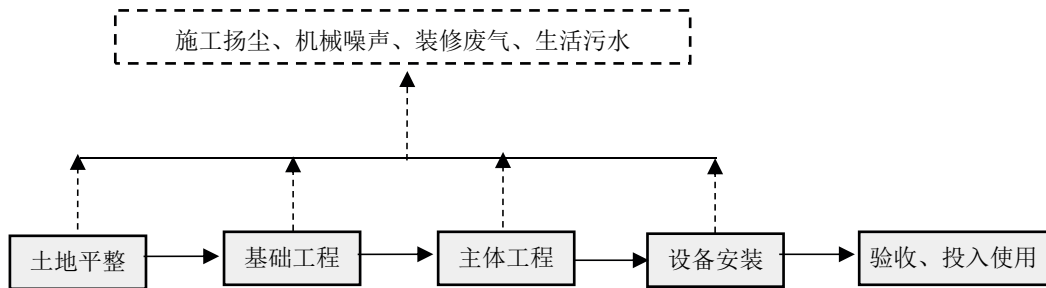 施工扬尘、机械噪声、装修废气、生活污水
土地平整
基础工程
主体工程
设备安装
验收、投入使用